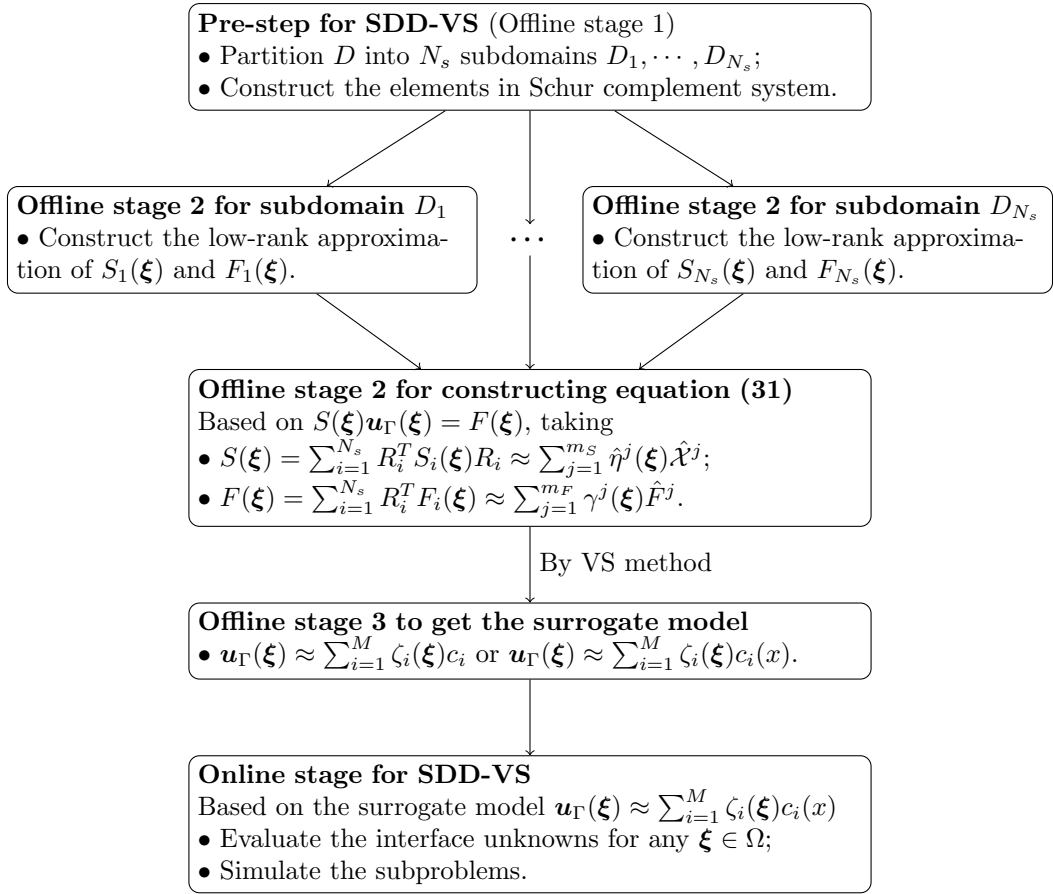 Pre-step for SDD-VS (Offline stage 1)
• Partition D into N_s subdomains D_1, ⋯ , D_{N_s};
• Construct the elements in Schur complement system.
Offline stage 2 for subdomain D_1
• Construct the low-rank approxima-
tion of S_1(ξ) and F_1(ξ).
⋯
Offline stage 2 for subdomain D_{N_s}
• Construct the low-rank approxima-
tion of S_{N_s}(ξ) and F_{N_s}(ξ).
Offline stage 2 for constructing equation (31)
Based on S(ξ)u_Γ(ξ) = F(ξ), taking
• S(ξ) = ∑_{i=1}^{N_s} R_i^T S_i(ξ)R_i ≈ ∑_{j=1}^{m_S} η̂^j(ξ)𝒳̂^j;
• F(ξ) = ∑_{i=1}^{N_s} R_i^T F_i(ξ) ≈ ∑_{j=1}^{m_F} γ^j(ξ)F̂^j.
By VS method
Offline stage 3 to get the surrogate model
• u_Γ(ξ) ≈ ∑_{i=1}^{M} ζ_i(ξ)c_i or u_Γ(ξ) ≈ ∑_{i=1}^{M} ζ_i(ξ)c_i(x).
Online stage for SDD-VS
Based on the surrogate model u_Γ(ξ) ≈ ∑_{i=1}^{M} ζ_i(ξ)c_i(x)
• Evaluate the interface unknowns for any ξ ∈ Ω;
• Simulate the subproblems.